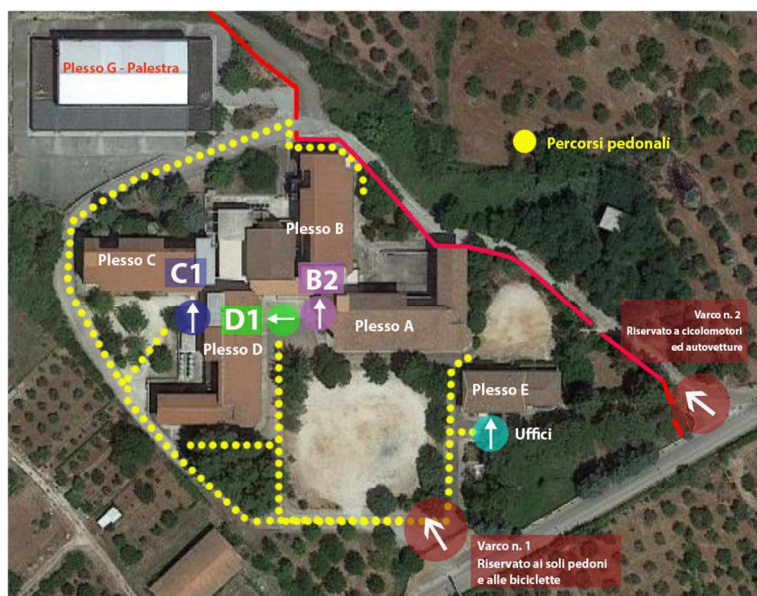 Plesso G - Palestra
Percorsi pedonali
Plesso B
Plesso C
C1
B2
D1
Plesso A
Plesso D
Varco n. 2
Riservato a cicolomotori
ed autovetture
Plesso E
Uffici
Varco n. 1
Riservato ai soli pedoni
e alle biciclette